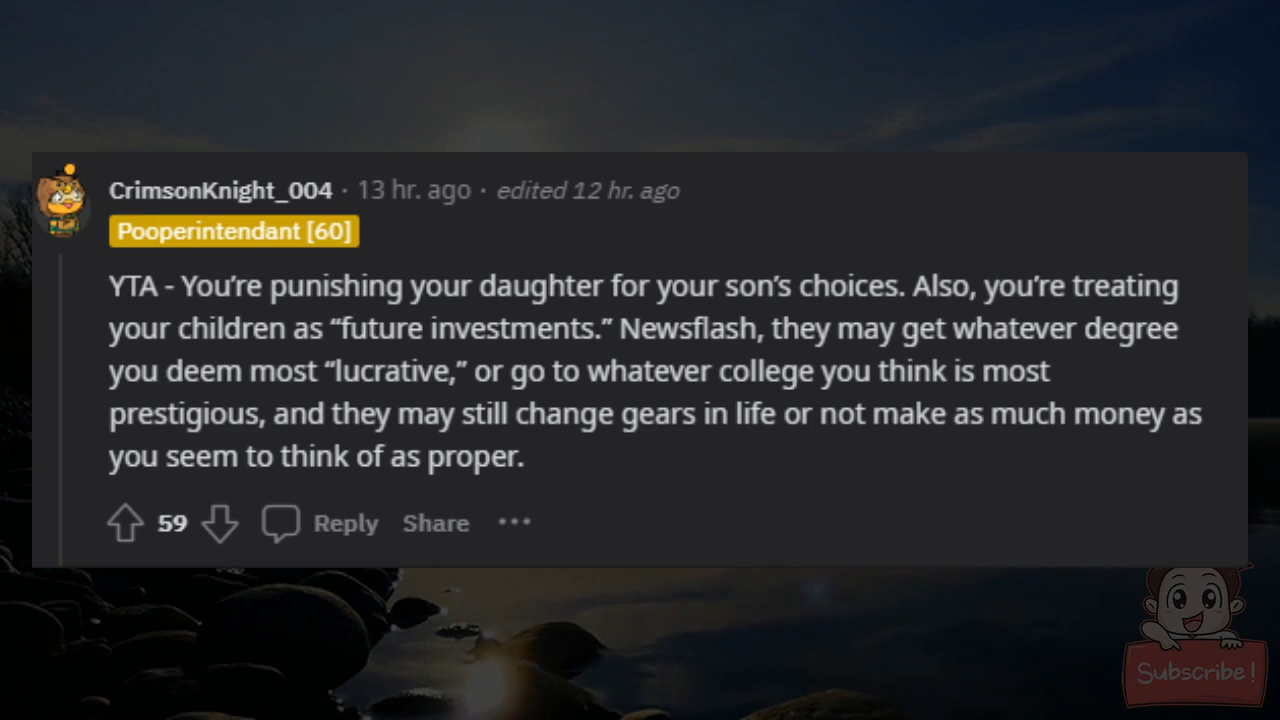 CrimsonKnight_004 · 13 hr. ago · edited 12 hr. ago
Pooperintendant [60]
YTA - You’re punishing your daughter for your son’s choices. Also, you’re treating
your children as “future investments.” Newsflash, they may get whatever degree
you deem most “lucrative,” or go to whatever college you think is most
prestigious, and they may still change gears in life or not make as much money as
you seem to think of as proper.
59 Reply Share ···
Subscribe!